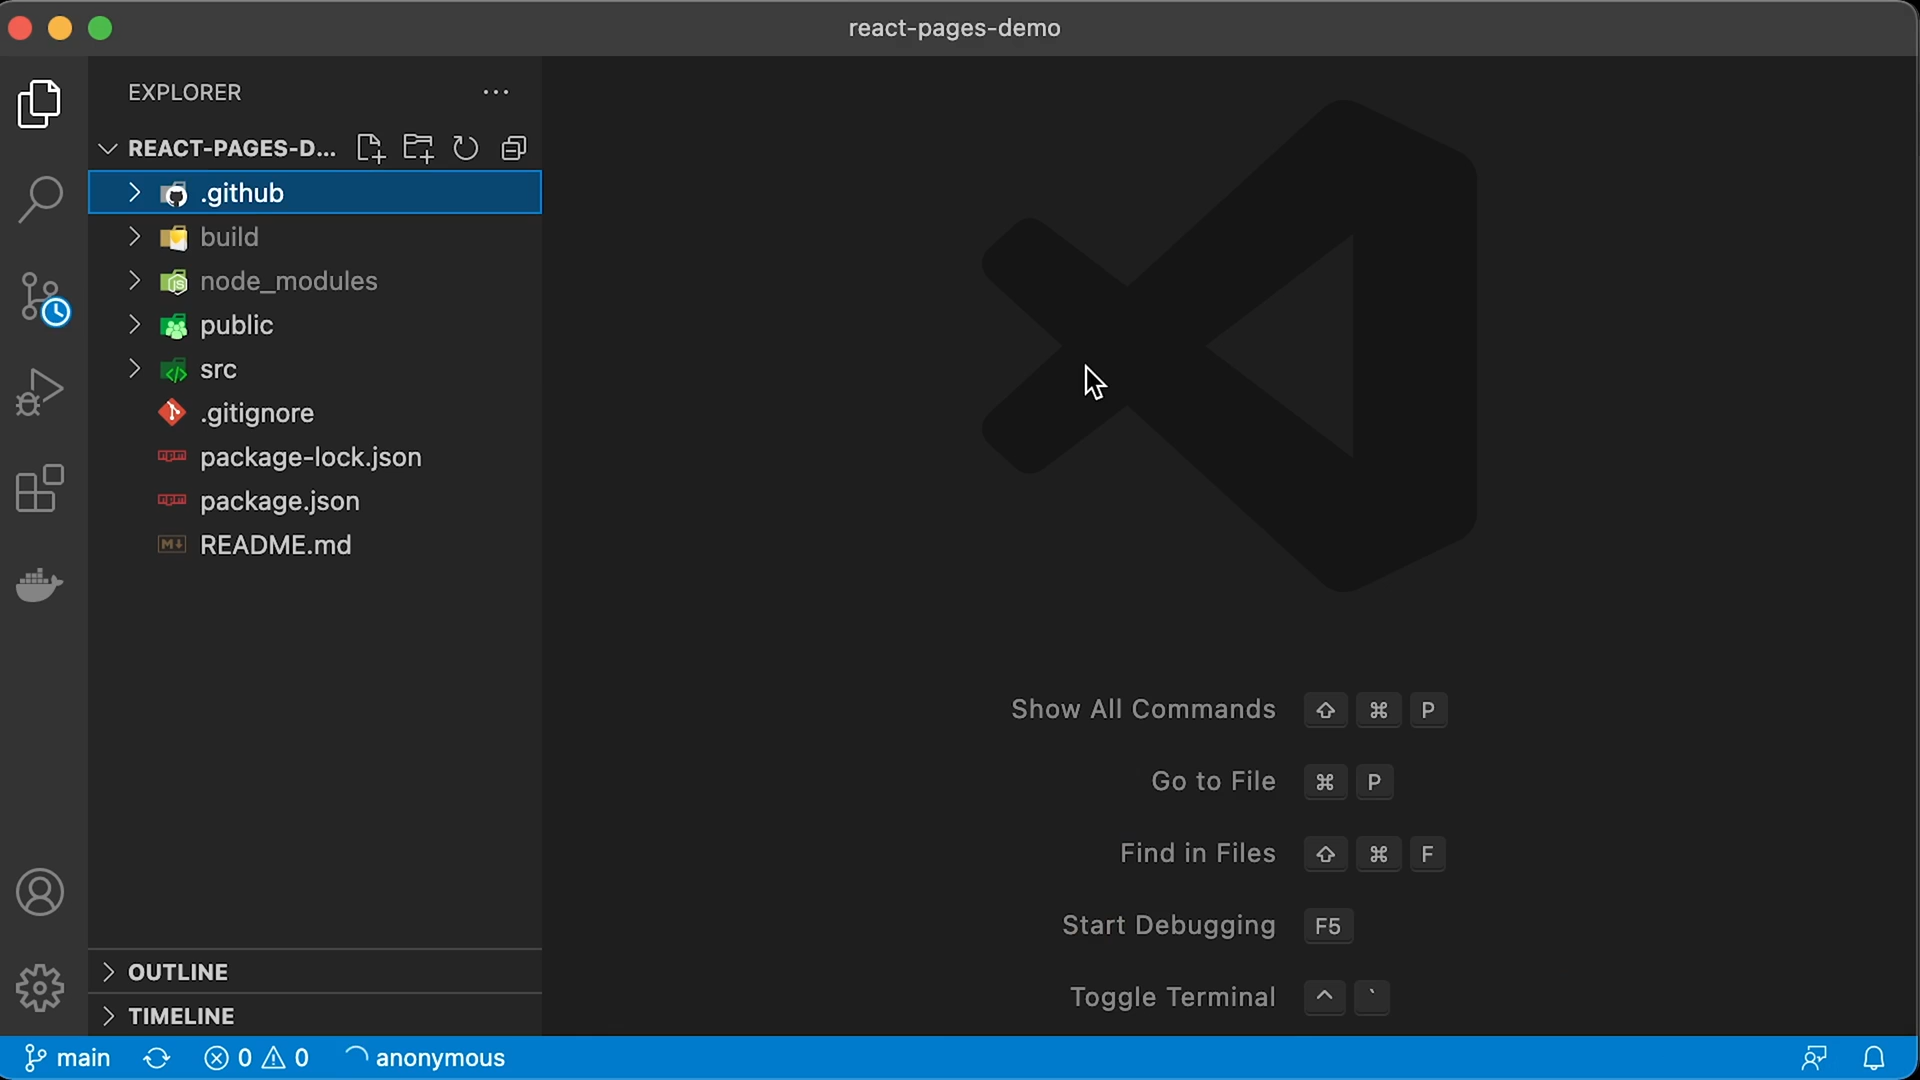 react-pages-demo
EXPLORER
REACT-PAGES-D...
.github
build
node_modules
public
src
.gitignore
package-lock.json
package.json
README.md
OUTLINE
TIMELINE
Show All Commands ⇧ ⌘ P
Go to File ⌘ P
Find in Files ⇧ ⌘ F
Start Debugging F5
Toggle Terminal ^ `
main 0 0 anonymous